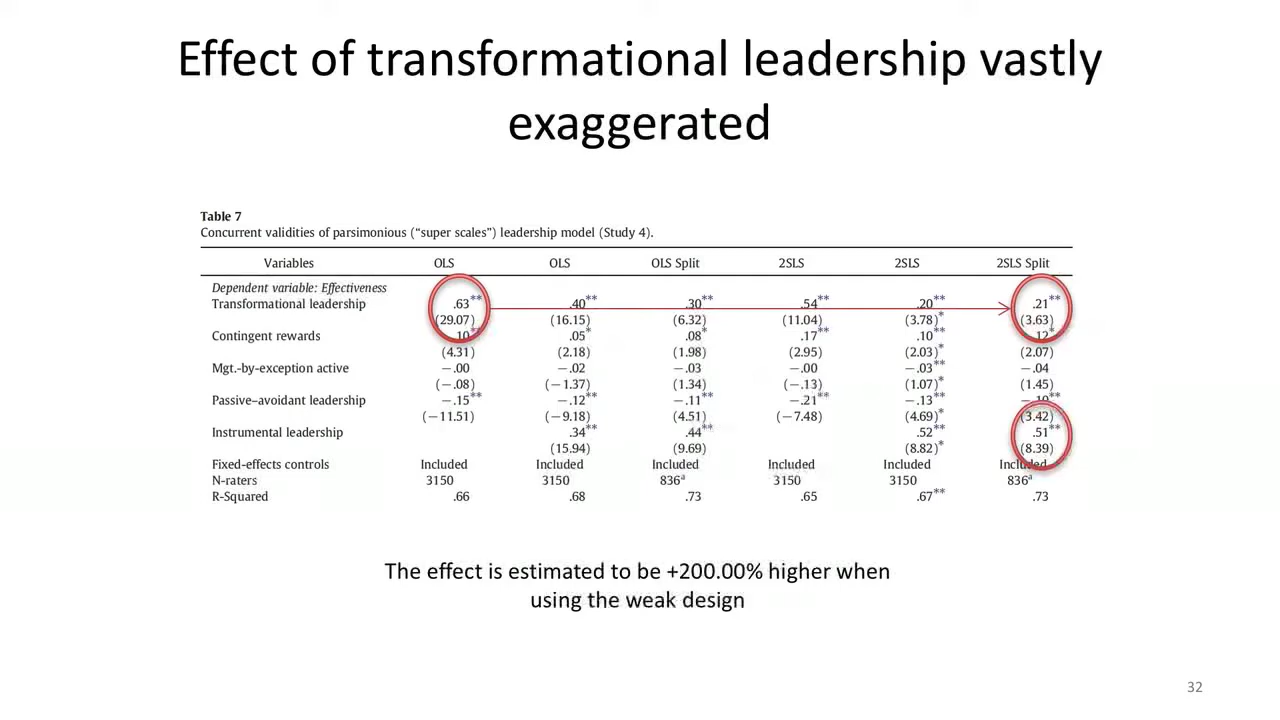 Effect of transformational leadership vastly
exaggerated
Table 7
Concurrent validities of parsimonious (“super scales”) leadership model (Study 4).
Variables OLS OLS OLS Split 2SLS 2SLS 2SLS Split
Dependent variable: Effectiveness
Transformational leadership .63** .40** .30** .54** .20** .21**
(29.07) (16.15) (6.32) (11.04) (3.78)* (3.63)
Contingent rewards .10** .05* .08* .17** .10** .12*
(4.31) (2.18) (1.98) (2.95) (2.03)* (2.07)
Mgt.-by-exception active −.00 −.02 −.03 −.00 −.03** −.04
(−.08) (−1.37) (1.34) (−.13) (1.07)* (1.45)
Passive–avoidant leadership −.15** −.12** −.11** −.21** −.13** −.10**
(−11.51) (−9.18) (4.51) (−7.48) (4.69)* (3.42)
Instrumental leadership .34** .44** .52** .51**
(15.94) (9.69) (8.82)* (8.39)
Fixed-effects controls Included Included Included Included Included Included
N-raters 3150 3150 836a 3150 3150 836a
R-Squared .66 .68 .73 .65 .67** .73
The effect is estimated to be +200.00% higher when
using the weak design
32